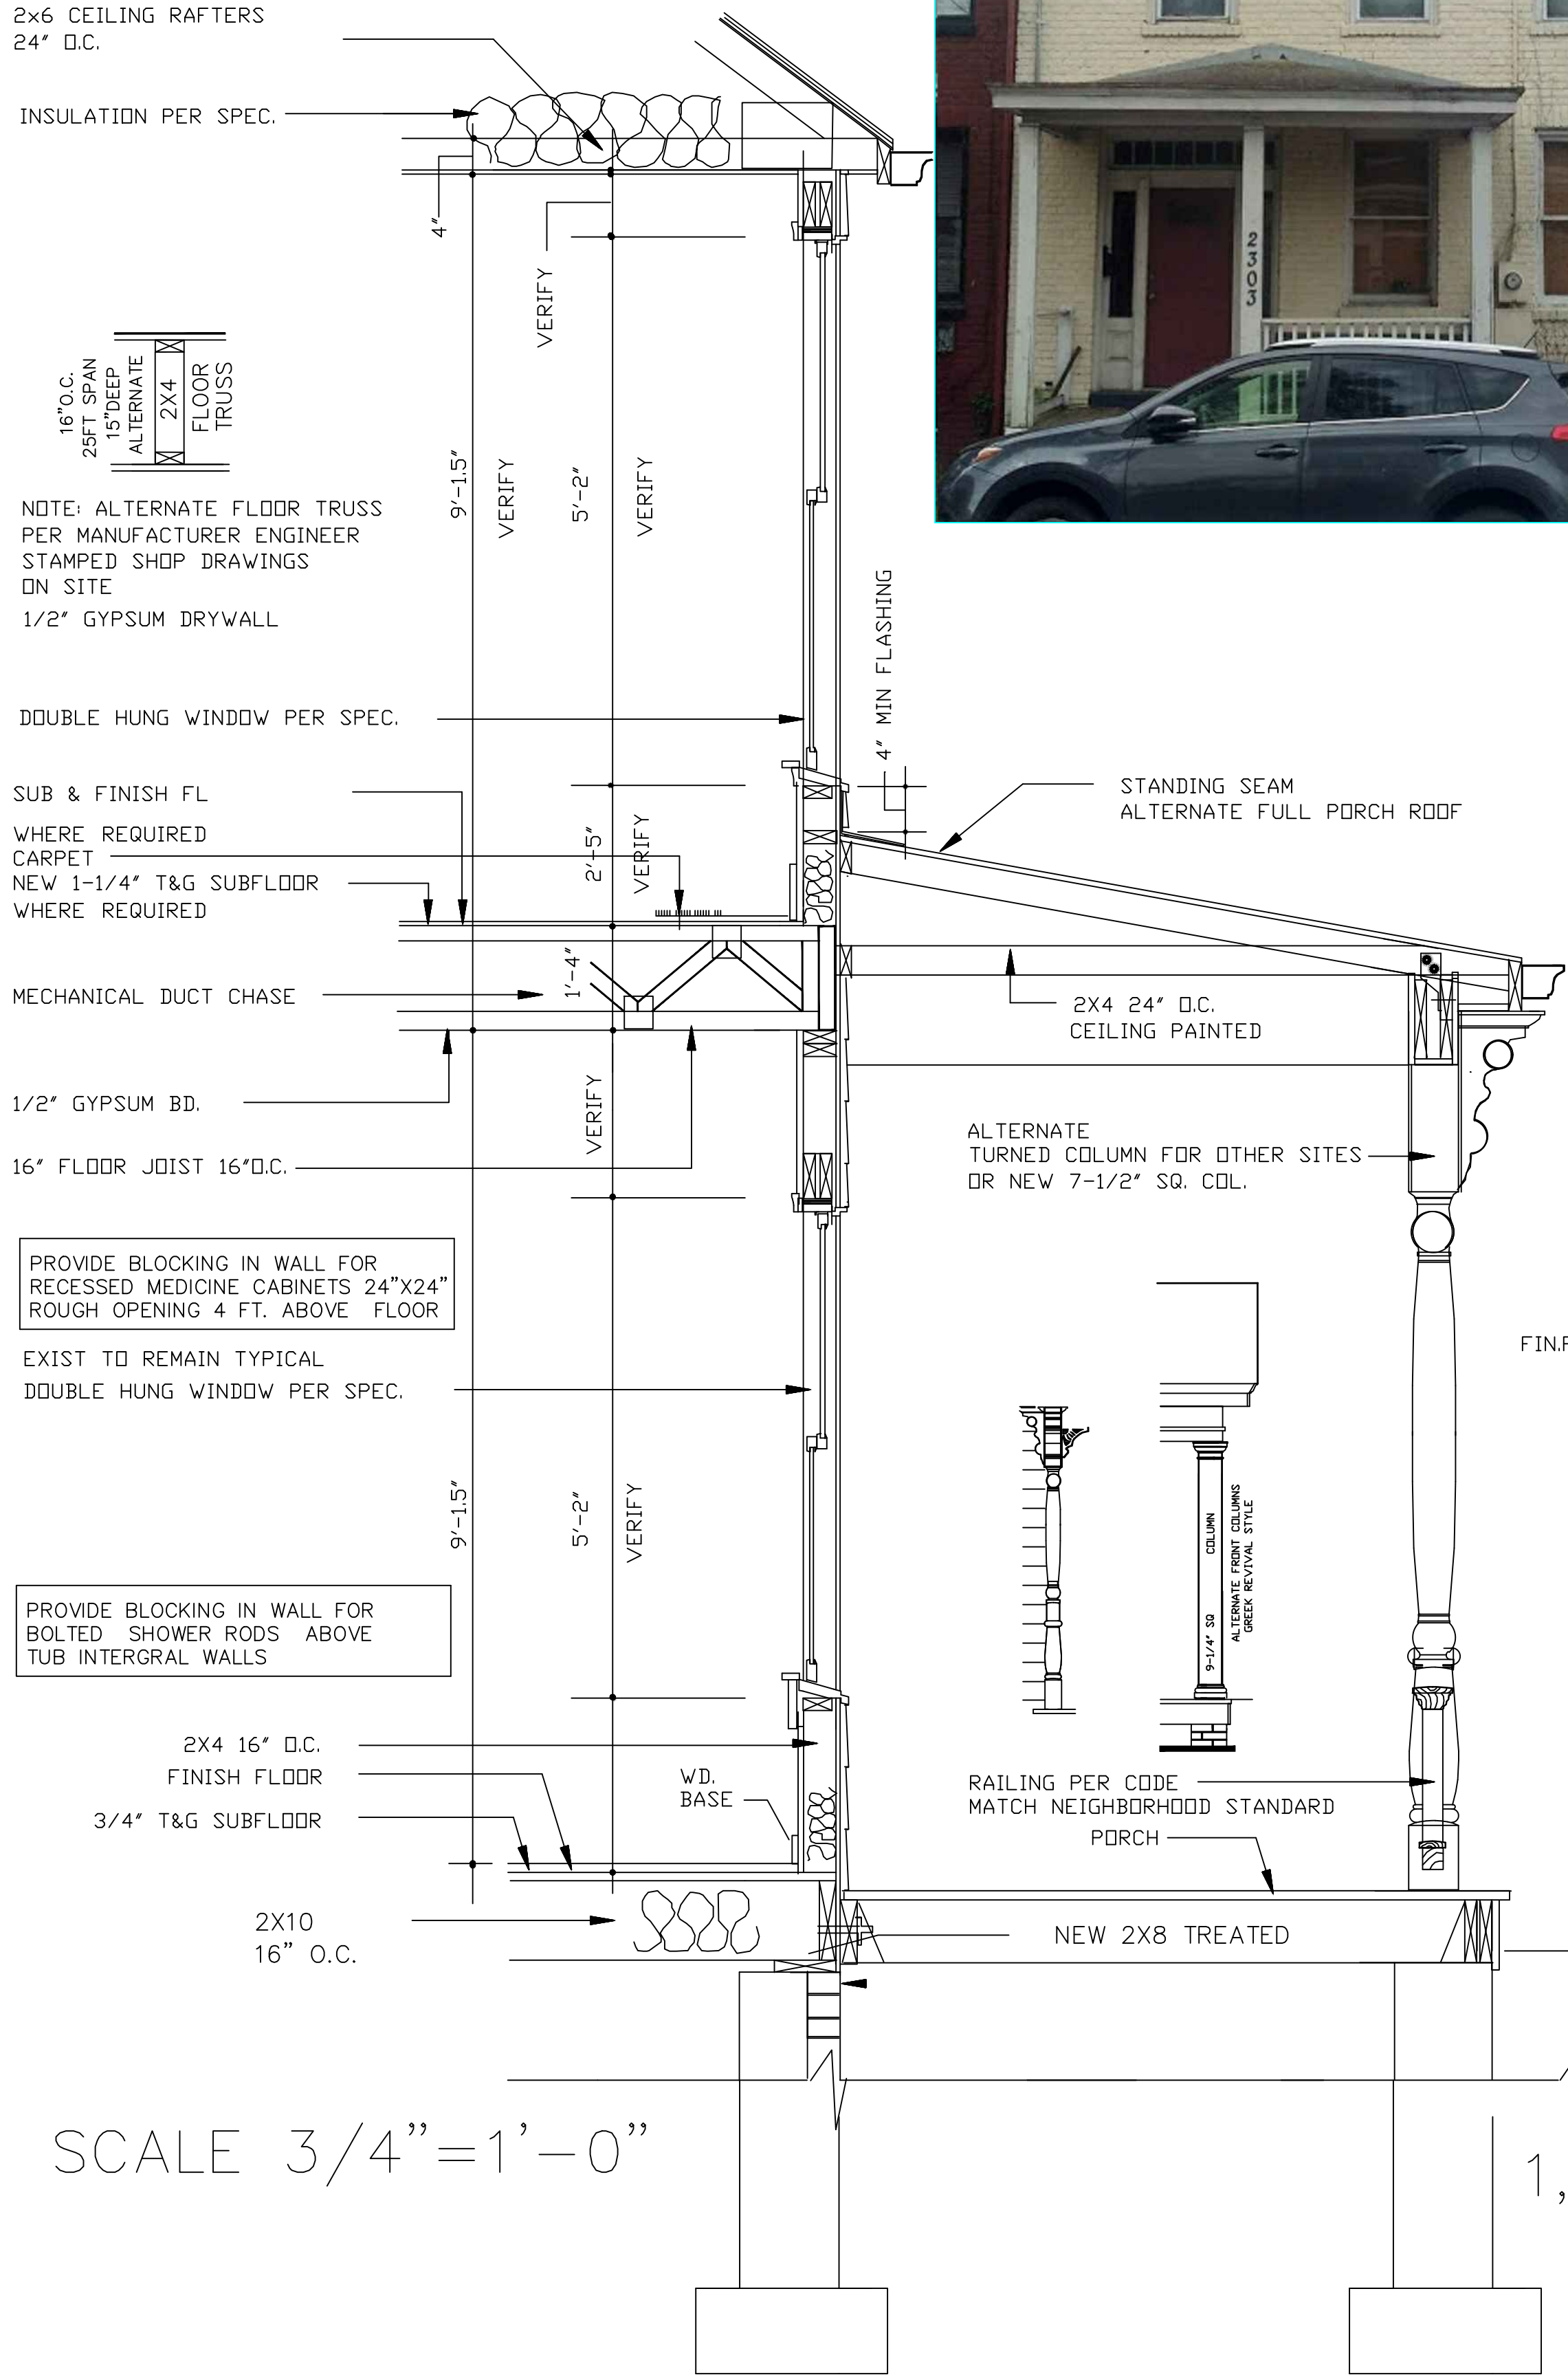 2x6 CEILING RAFTERS
24" O.C.
INSULATION PER SPEC.
4"
VERIFY
2303
16"O.C.
25FT SPAN
15"DEEP
ALTERNATE
2X4
FLOOR
TRUSS
9'-1.5"
VERIFY
5'-2"
VERIFY
NOTE: ALTERNATE FLOOR TRUSS
PER MANUFACTURER ENGINEER
STAMPED SHOP DRAWINGS
ON SITE
1/2" GYPSUM DRYWALL
4" MIN FLASHING
DOUBLE HUNG WINDOW PER SPEC.
STANDING SEAM
ALTERNATE FULL PORCH ROOF
SUB & FINISH FL
WHERE REQUIRED
CARPET
NEW 1-1/4" T&G SUBFLOOR
WHERE REQUIRED
2'-5"
VERIFY
MECHANICAL DUCT CHASE
1'-4"
2X4 24" O.C.
CEILING PAINTED
1/2" GYPSUM BD.
VERIFY
16" FLOOR JOIST 16"O.C.
ALTERNATE
TURNED COLUMN FOR OTHER SITES
OR NEW 7-1/2" SQ. COL.
PROVIDE BLOCKING IN WALL FOR
RECESSED MEDICINE CABINETS 24"X24"
ROUGH OPENING 4 FT. ABOVE FLOOR
EXIST TO REMAIN TYPICAL
DOUBLE HUNG WINDOW PER SPEC.
FIN.F
9'-1.5"
5'-2"
VERIFY
9-1/4" SQ COLUMN
ALTERNATE FRONT COLUMNS
GREEK REVIVAL STYLE
PROVIDE BLOCKING IN WALL FOR
BOLTED SHOWER RODS ABOVE
TUB INTERGRAL WALLS
2X4 16" O.C.
FINISH FLOOR
3/4" T&G SUBFLOOR
WD.
BASE
RAILING PER CODE
MATCH NEIGHBORHOOD STANDARD
PORCH
2X10
16" O.C.
NEW 2X8 TREATED
SCALE 3/4"=1'-0"
1,